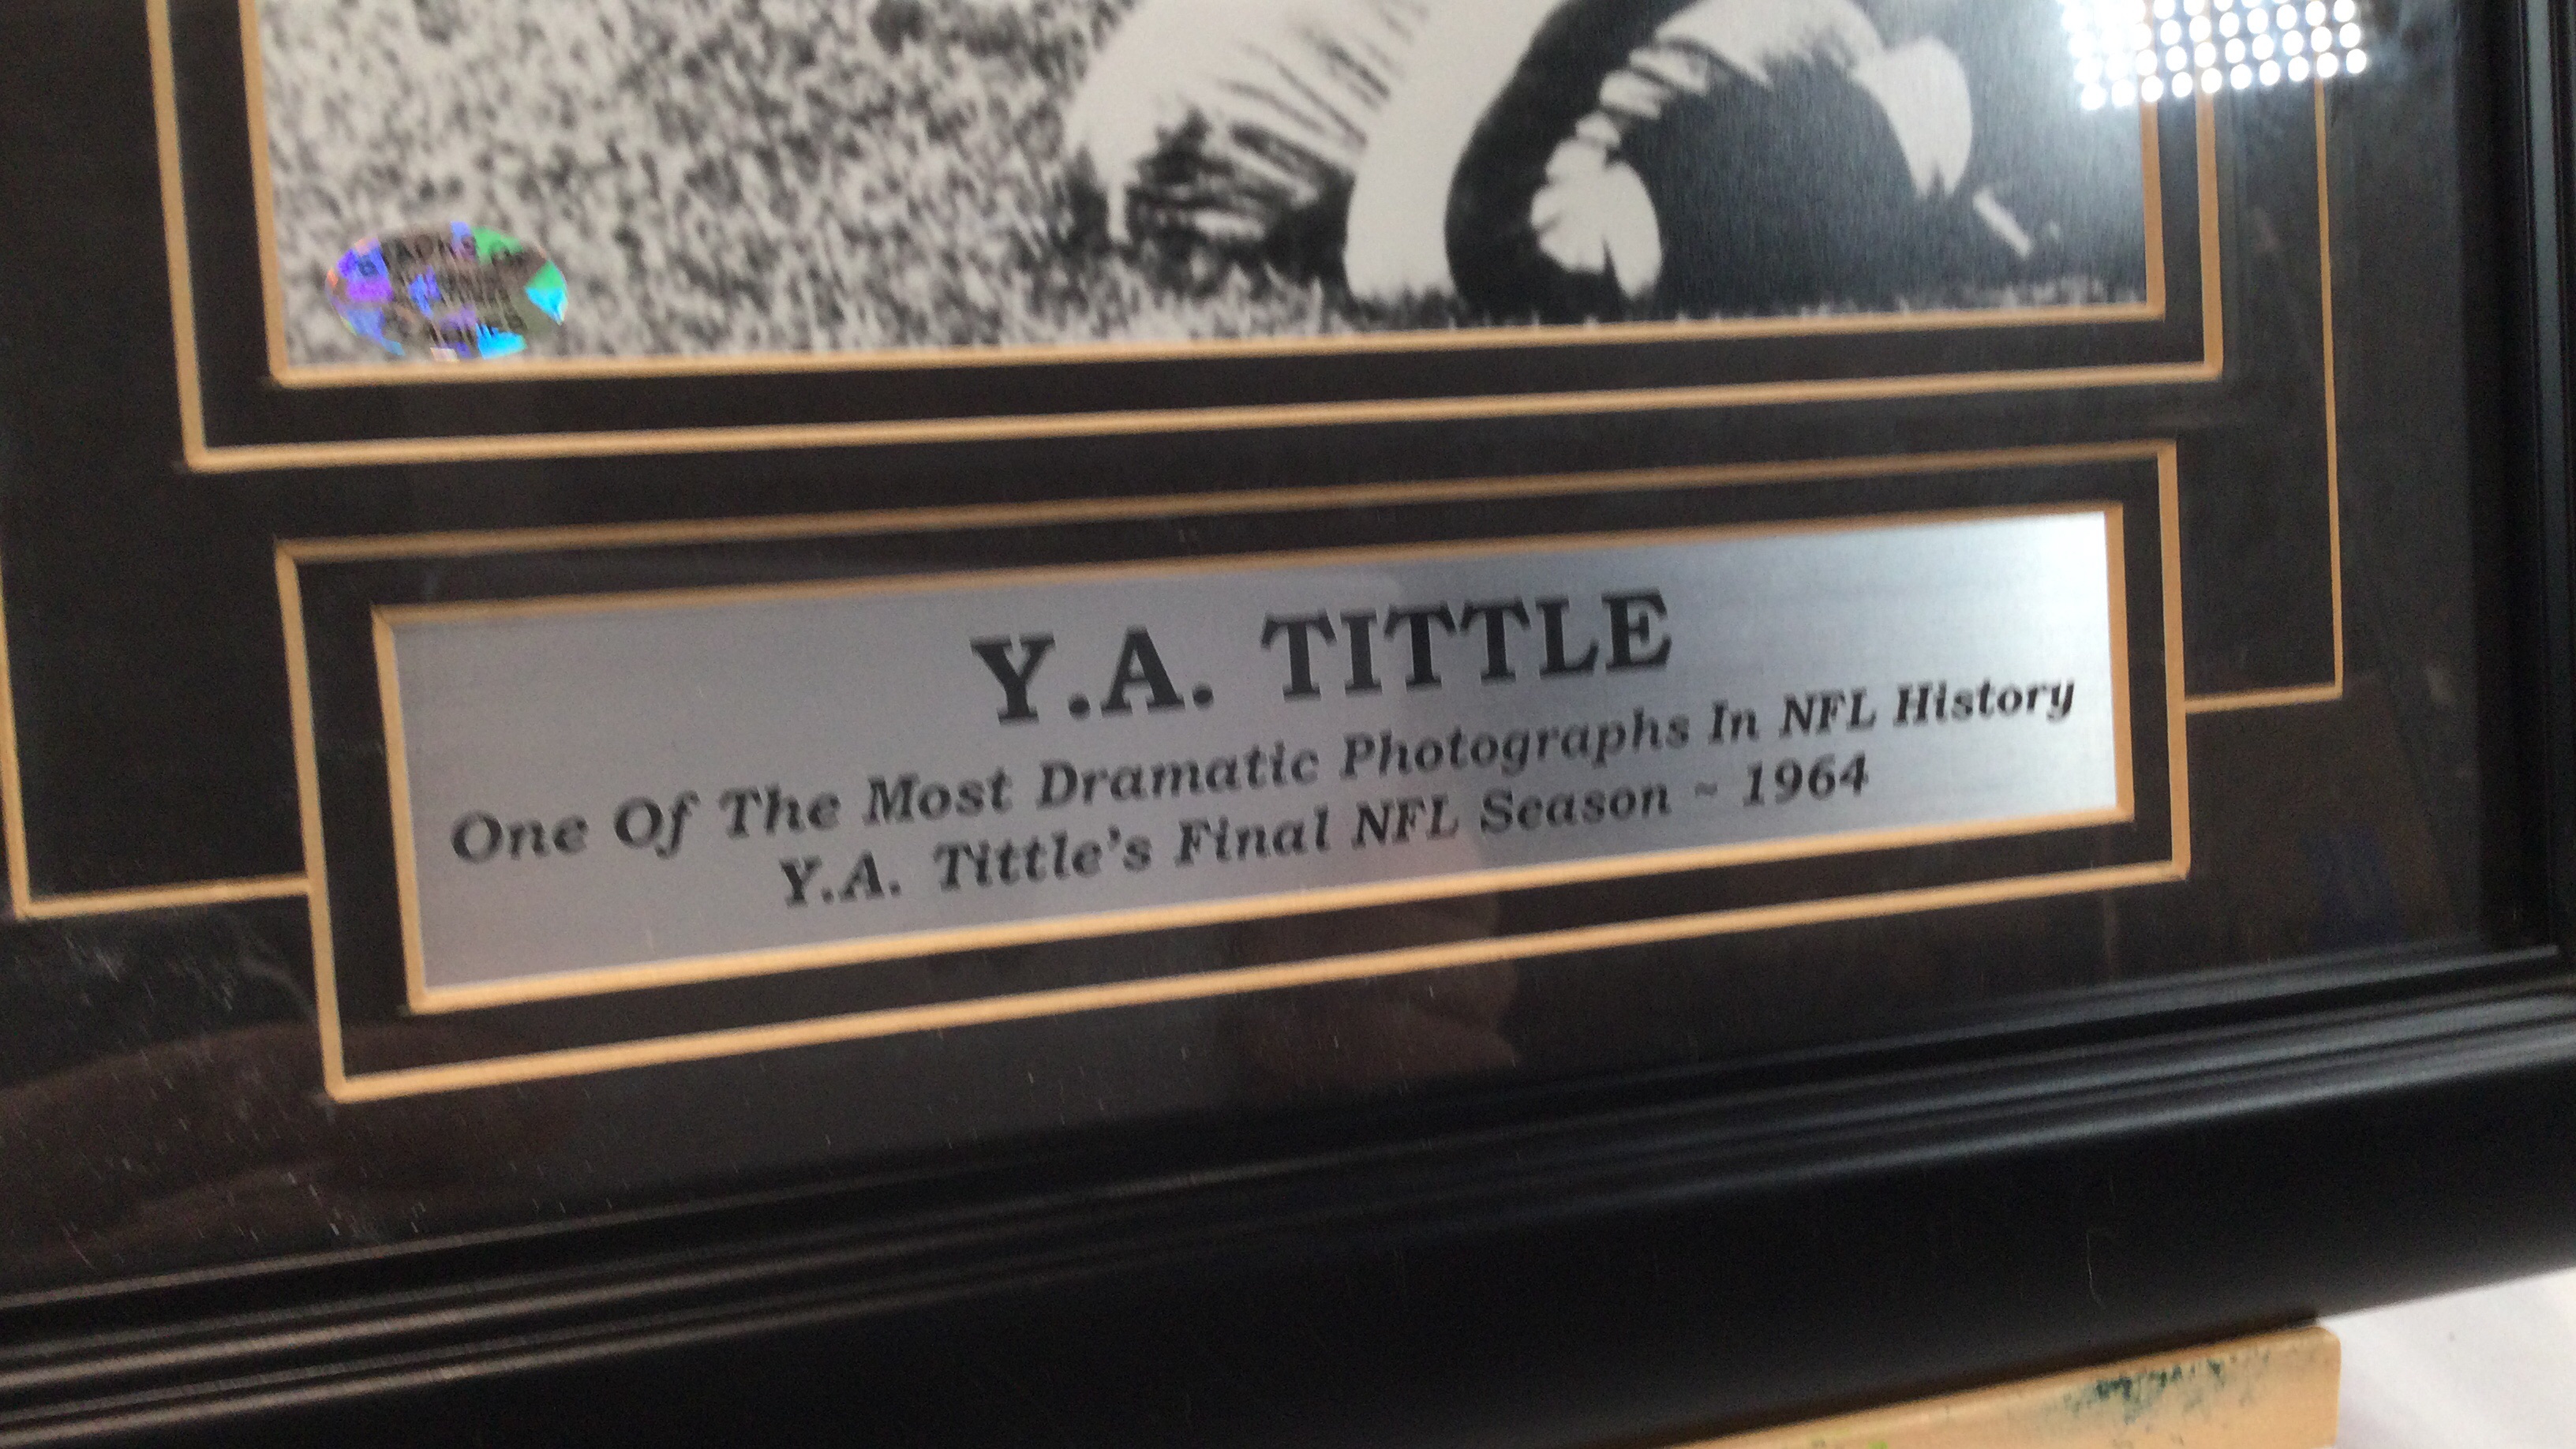 Y.A. TITTLE
One Of The Most Dramatic Photographs In NFL History
Y.A. Tittle's Final NFL Season ~ 1964